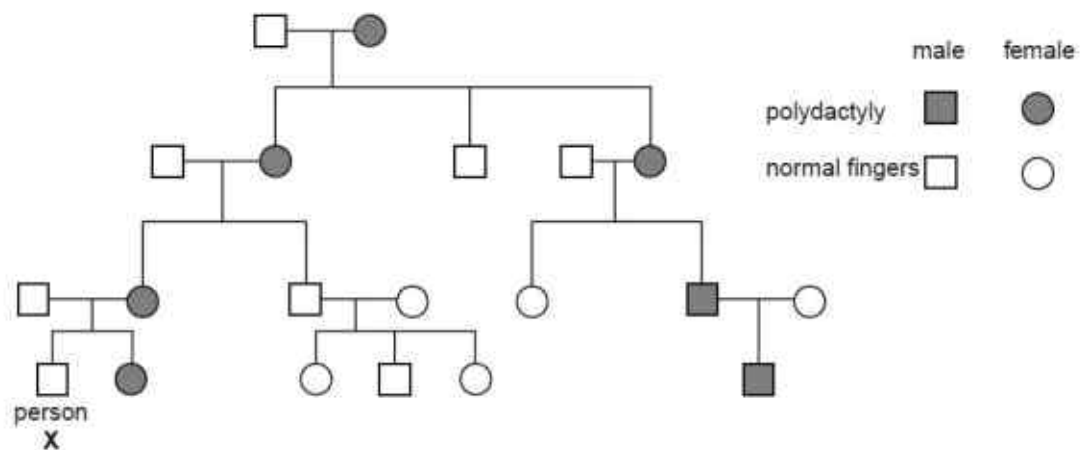 male female
polydactyly
normal fingers
person
X